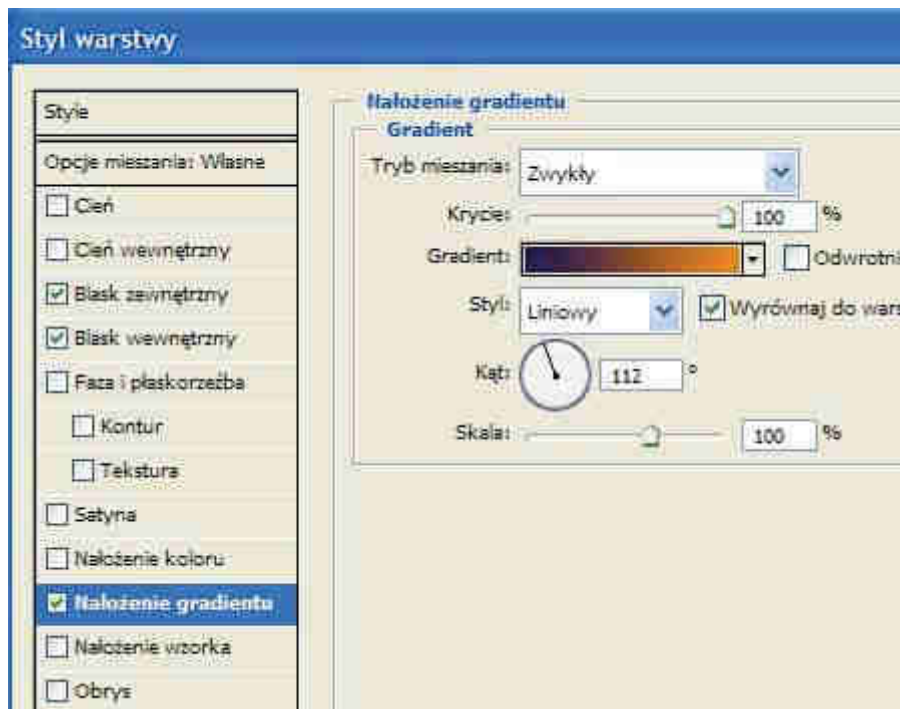 Styl warstwy
Style
Opcje mieszania: Własne
Cień
Cień wewnętrzny
Blask zewnętrzny
Blask wewnętrzny
Faza i płaskorzeźba
Kontur
Tekstura
Satyna
Nałożenie koloru
Nałożenie gradientu
Nałożenie wzorka
Obrys
Nałożenie gradientu
Gradient
Tryb mieszania: Zwykły
Krycie: 100 %
Gradient: Odwrotni
Styl: Liniowy Wyrównaj do wars
Kąt: 112 °
Skala: 100 %